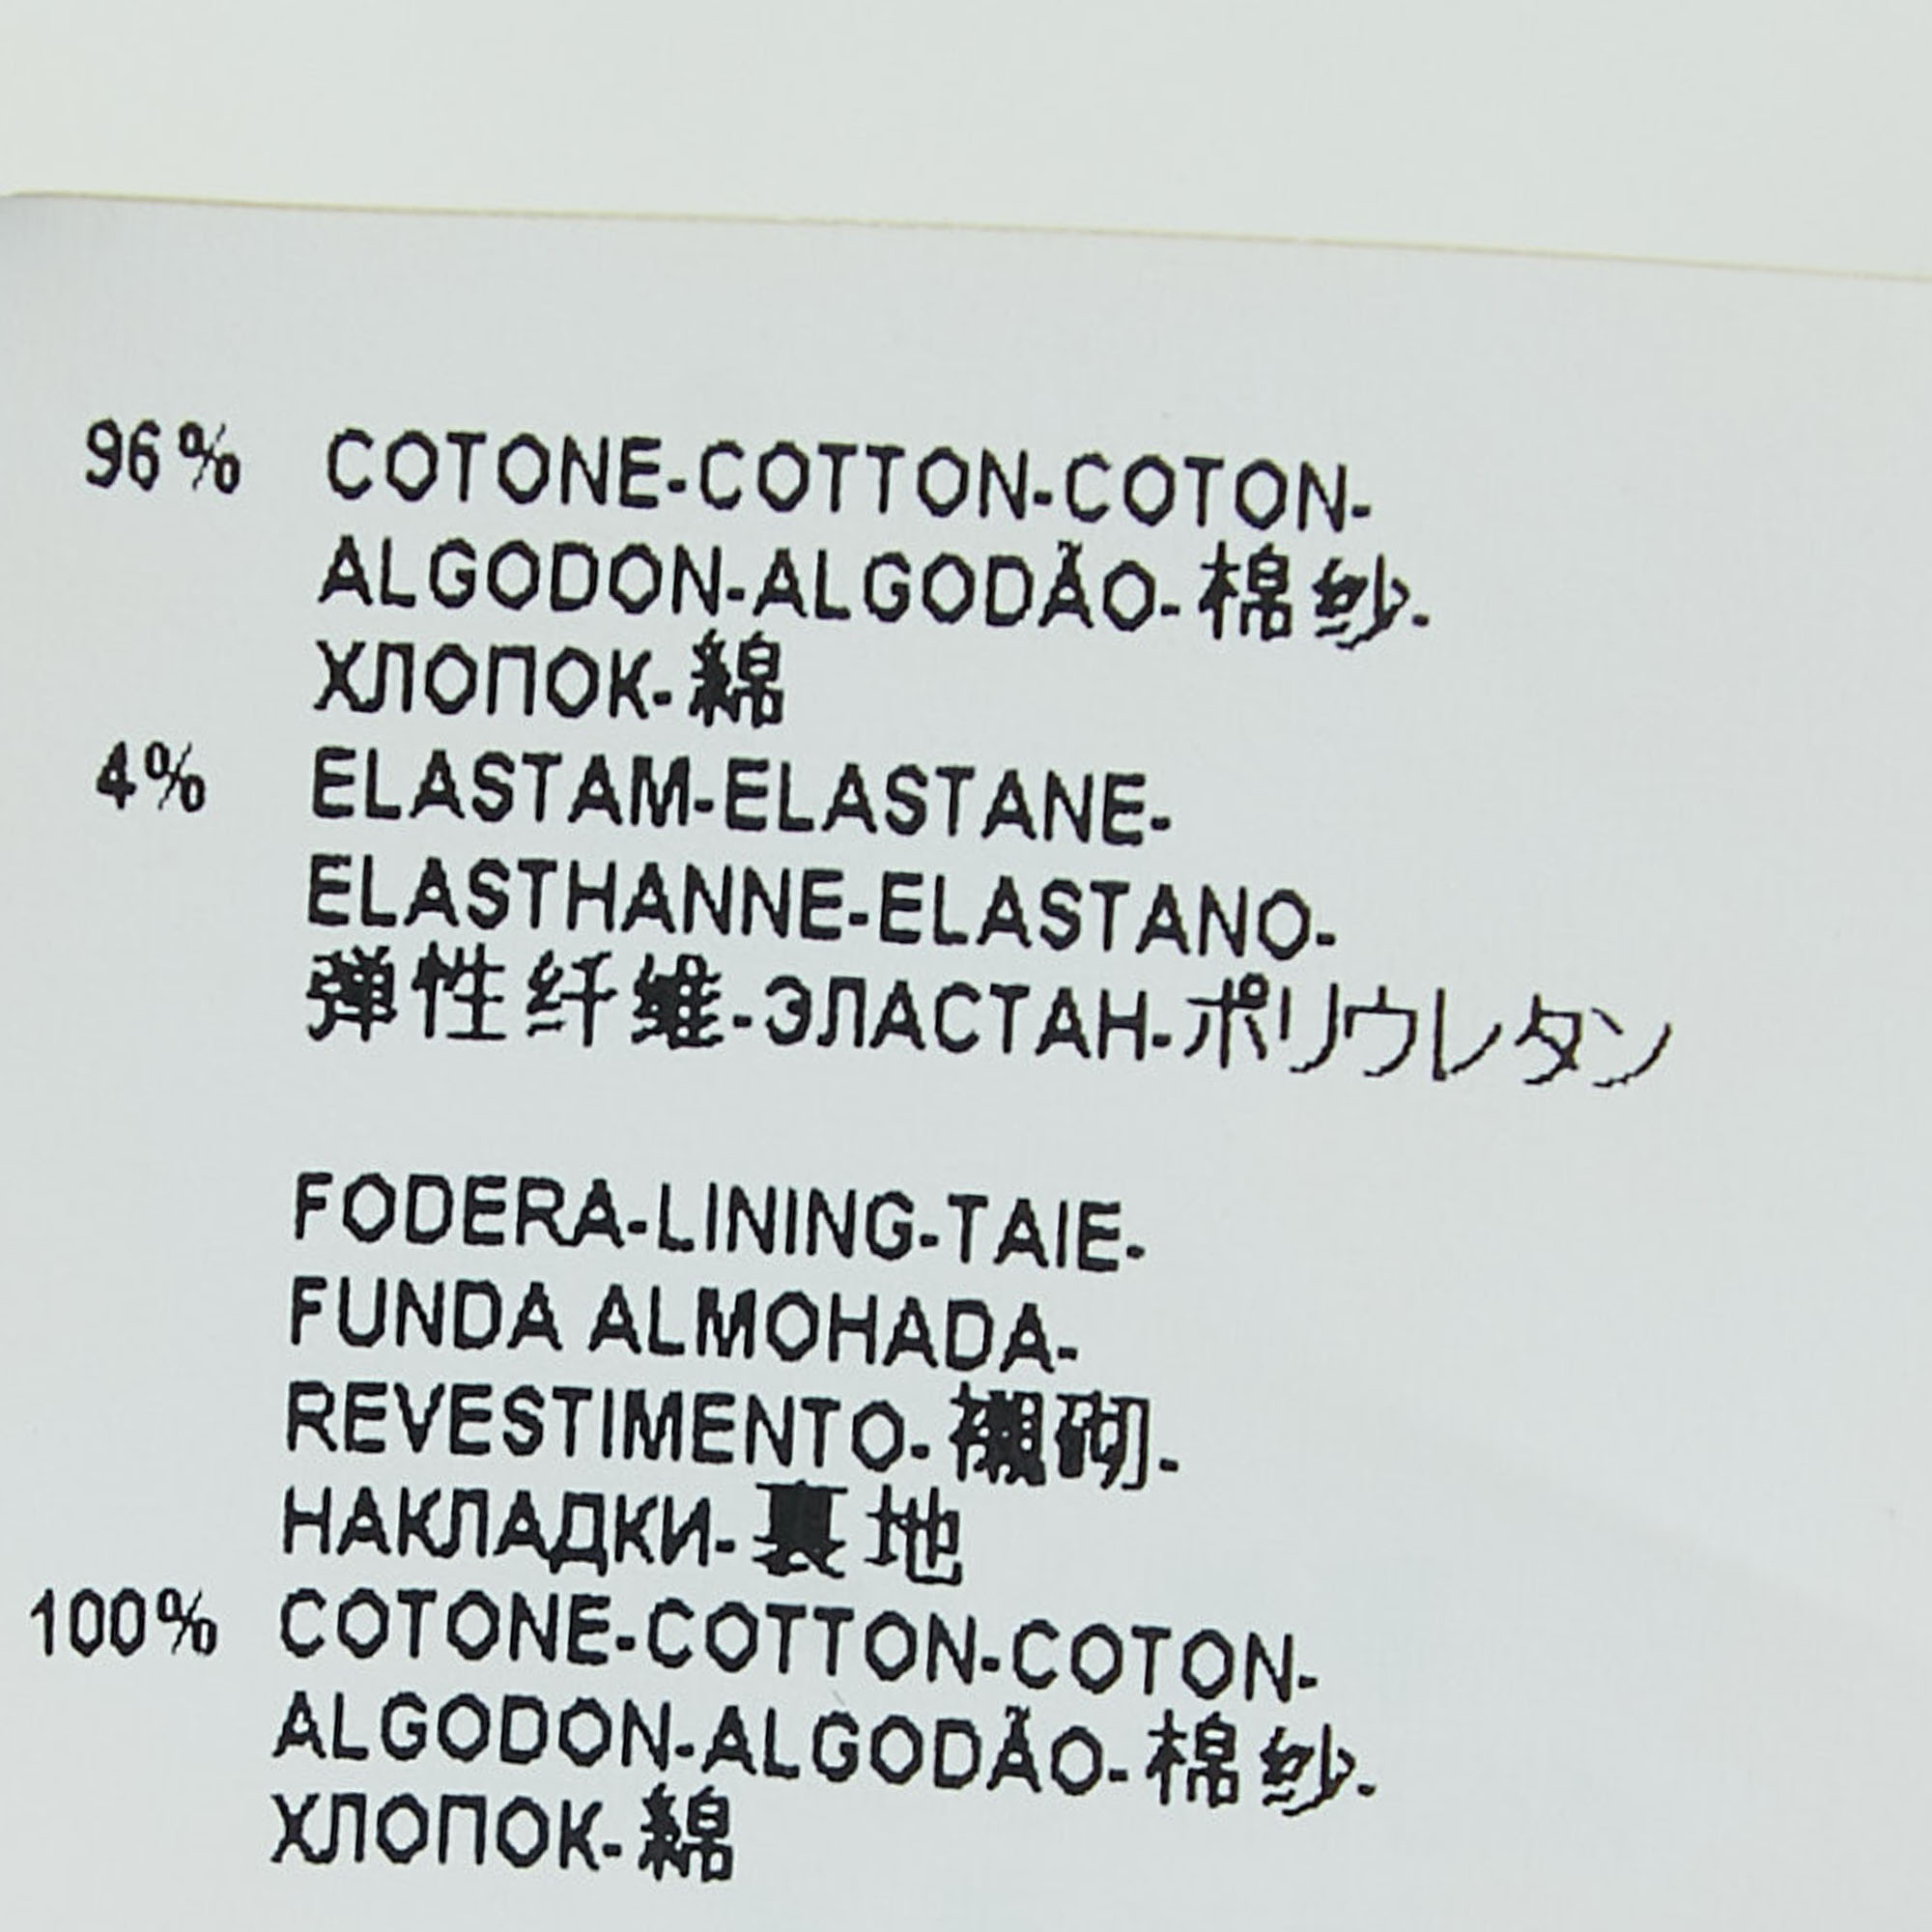 96% COTONE-COTTON-COTON-
ALGODON-ALGODÃO-棉纱-
ХЛОПОК-綿
4% ELASTAM-ELASTANE-
ELASTHANNE-ELASTANO-
弹性纤维-ЭЛАСТАН-ポリウレタン
FODERA-LINING-TAIE-
FUNDA ALMOHADA-
REVESTIMENTO-襯砌-
НАКЛАДКИ-裏地
100% COTONE-COTTON-COTON-
ALGODON-ALGODÃO-棉纱-
ХЛОПОК-綿